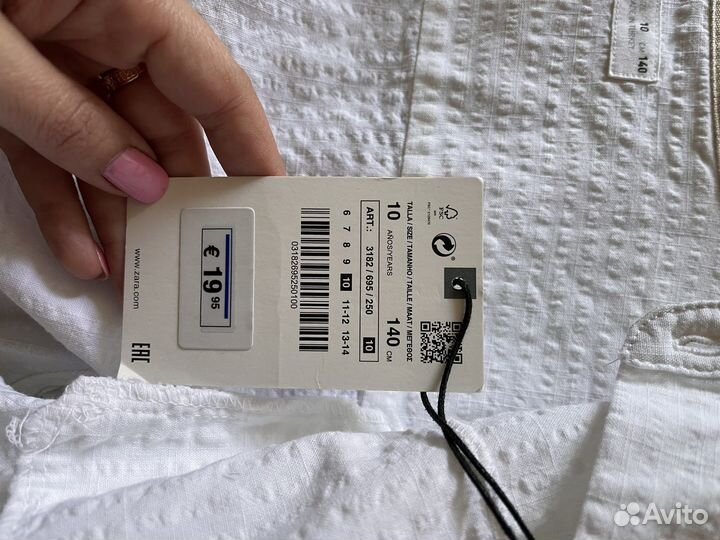 TALLA / SIZE / TAMANHO / TAILLE / MAAT / ΜΕΓΕΘΟΣ
10 AÑOS/YEARS 140 CM
ART.: 3182 / 695 / 250 10
6 7 8 9 10 11-12 13-14
03182695250100
€ 19 95
www.zara.com
EAC
FSC
10
140
Avito